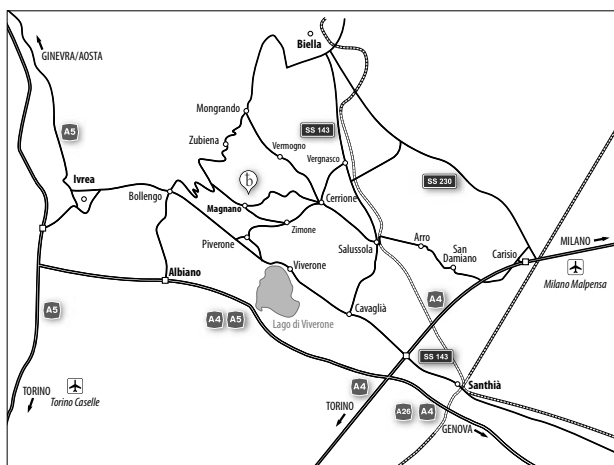 Biella
GINEVRA/AOSTA
Mongrando
A5
SS 143
Zubiena
Vermogno
Vergnasco
Ivrea
b
SS 230
Bollengo
Magnano
Cerrione
Zimone
Arro
MILANO
Piverone
Salussola
San
Damiano
Carisio
Albiano
Viverone
Milano Malpensa
A5
A4 A5
Lago di Viverone
Cavaglià
A4
SS 143
TORINO
Torino Caselle
A4
Santhià
TORINO
A26 A4
GENOVA